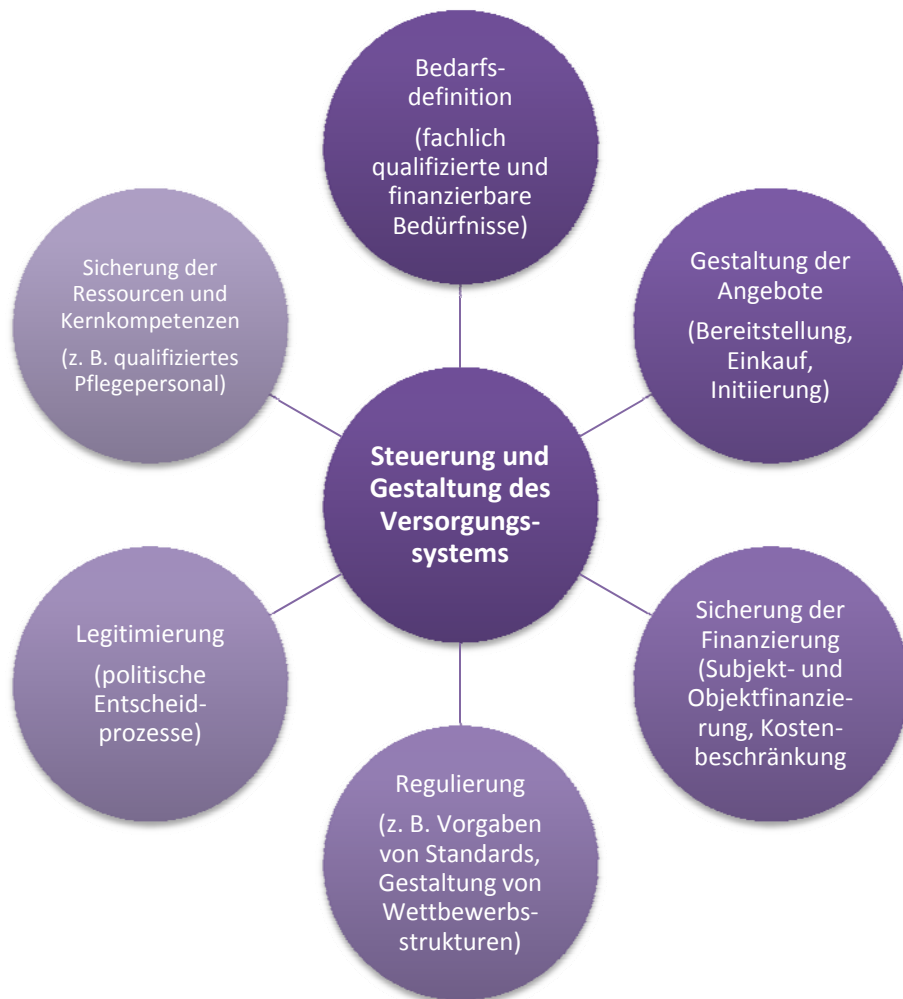 Bedarfs-
definition
(fachlich
qualifizierte und
finanzierbare
Bedürfnisse)
Gestaltung der
Angebote
(Bereitstellung,
Einkauf,
Initiierung)
Sicherung der
Finanzierung
(Subjekt- und
Objektfinanzie-
rung, Kosten-
beschränkung
Regulierung
(z. B. Vorgaben
von Standards,
Gestaltung von
Wettbewerbs-
strukturen)
Legitimierung
(politische
Entscheid-
prozesse)
Sicherung der
Ressourcen und
Kernkompetenzen
(z. B. qualifiziertes
Pflegepersonal)
Steuerung und
Gestaltung des
Versorgungs-
systems